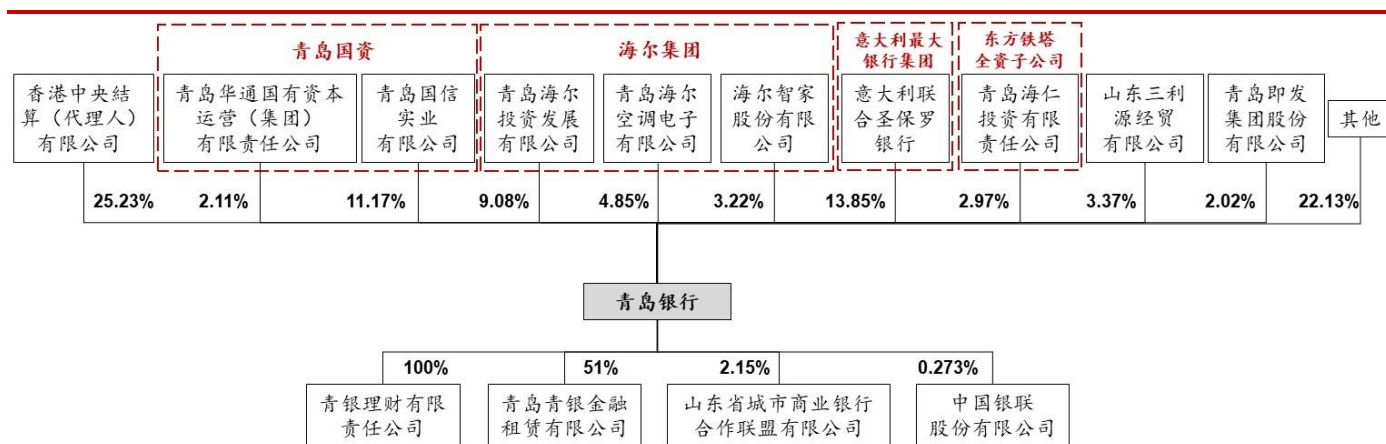 青岛国资
海尔集团
意大利最大
银行集团
东方铁塔
全资子公司
香港中央结
算（代理人）
有限公司
青岛华通国有资本
运营（集团）
有限责任公司
青岛国信
实业
有限公司
青岛海尔
投资发展
有限公司
青岛海尔
空调电子
有限公司
海尔智家
股份有限
公司
意大利联
合圣保罗
银行
青岛海仁
投资有限
责任公司
山东三利
源经贸
有限公司
青岛即发
集团股份
有限公司
其他
25.23%
2.11%
11.17%
9.08%
4.85%
3.22%
13.85%
2.97%
3.37%
2.02%
22.13%
青岛银行
100%
51%
2.15%
0.273%
青银理财有限
责任公司
青岛青银金融
租赁有限公司
山东省城市商业银行
合作联盟有限公司
中国银联
股份有限公司